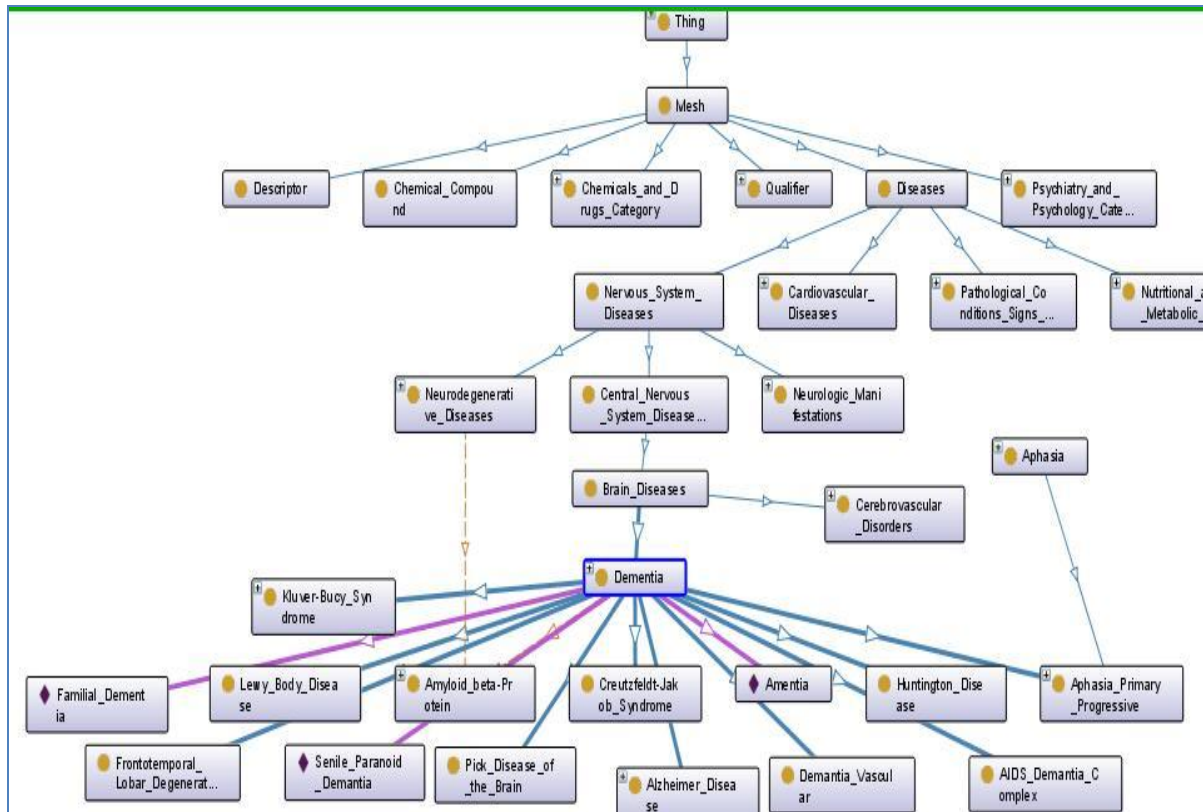 Thing
Mesh
Descriptor
Chemical_Compou
nd
Chemicals_and_D
rugs_Category
Qualifier
Diseases
Psychiatry_and_
Psychology_Cate...
Nervous_System_
Diseases
Cardiovascular_
Diseases
Pathological_Co
nditions_Signs_...
Nutritional_a
_Metabolic_
Neurodegenerati
ve_Diseases
Central_Nervous
_System_Disease...
Neurologic_Mani
festations
Aphasia
Brain_Diseases
Cerebrovascular
_Disorders
Dementia
Kluver-Bucy_Syn
drome
Familial_Dement
ia
Lewy_Body_Disea
se
Amyloid_beta-Pr
otein
Creutzfeldt-Jak
ob_Syndrome
Amentia
Huntington_Dise
ase
Aphasia_Primary
_Progressive
Frontotemporal_
Lobar_Degenerat...
Senile_Paranoid
_Dementia
Pick_Disease_of
_the_Brain
Alzheimer_Disea
se
Demantia_Vascul
ar
AIDS_Demantia_C
omplex